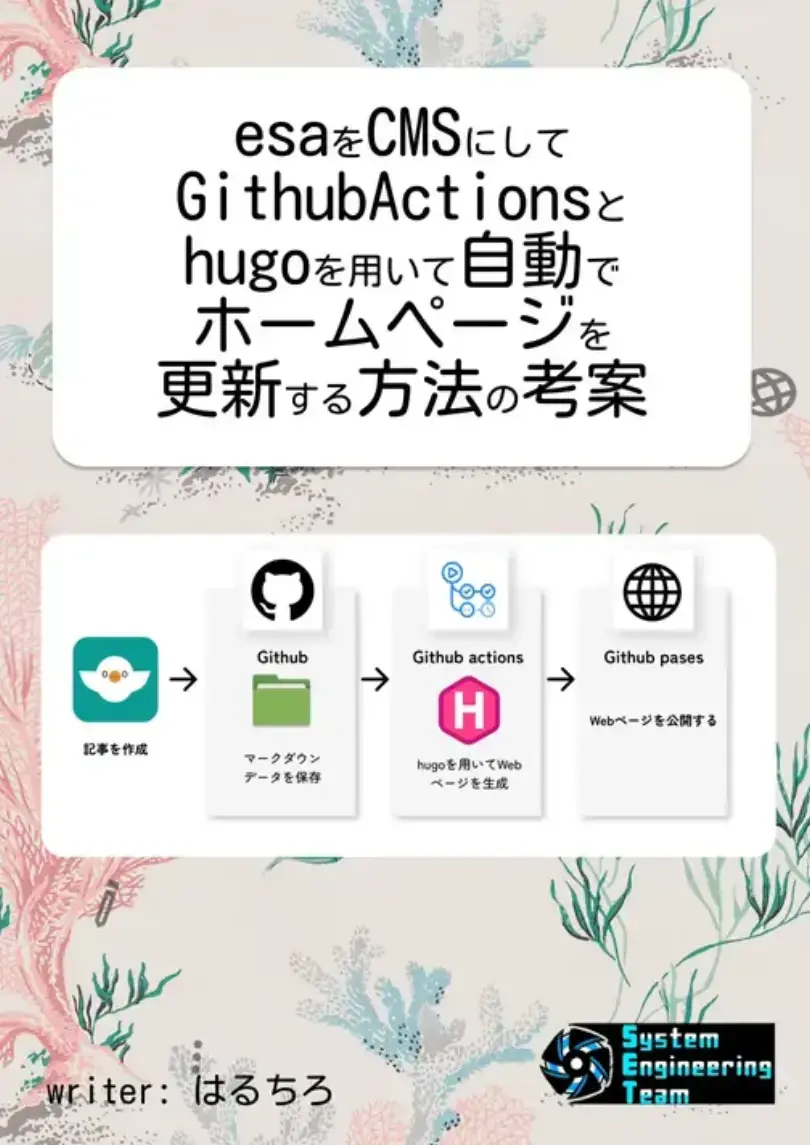 esaをCMSにして
GithubActionsと
hugoを用いて自動で
ホームページを
更新する方法の考案
Github
Github actions
Github pases
記事を作成
マークダウン
データを保存
H
hugoを用いてWeb
ページを生成
Webページを公開する
writer: はるちろ
System
Engineering
Team